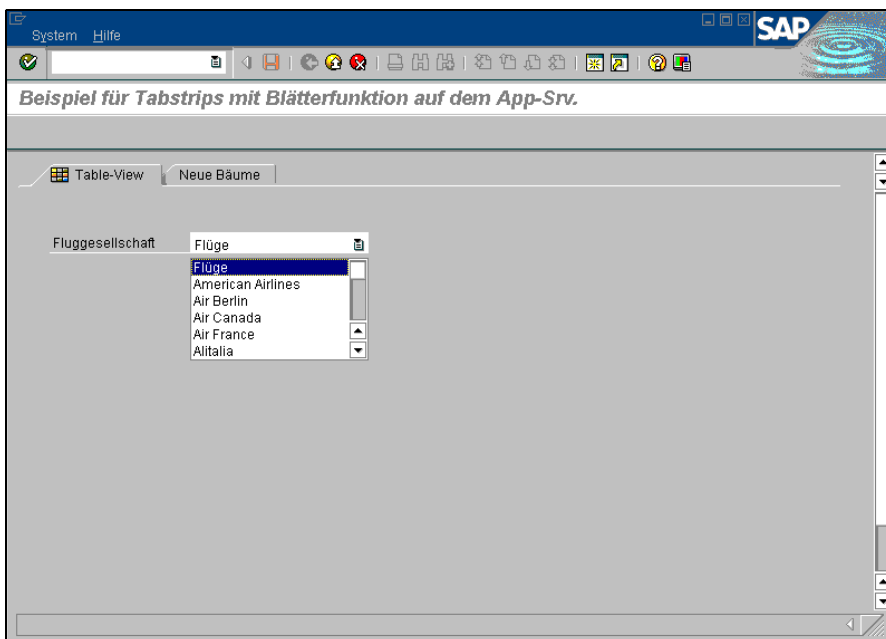 System Hilfe
SAP
Beispiel für Tabstrips mit Blätterfunktion auf dem App-Srv.
Table-View Neue Bäume
Fluggesellschaft Flüge
Flüge
American Airlines
Air Berlin
Air Canada
Air France
Alitalia